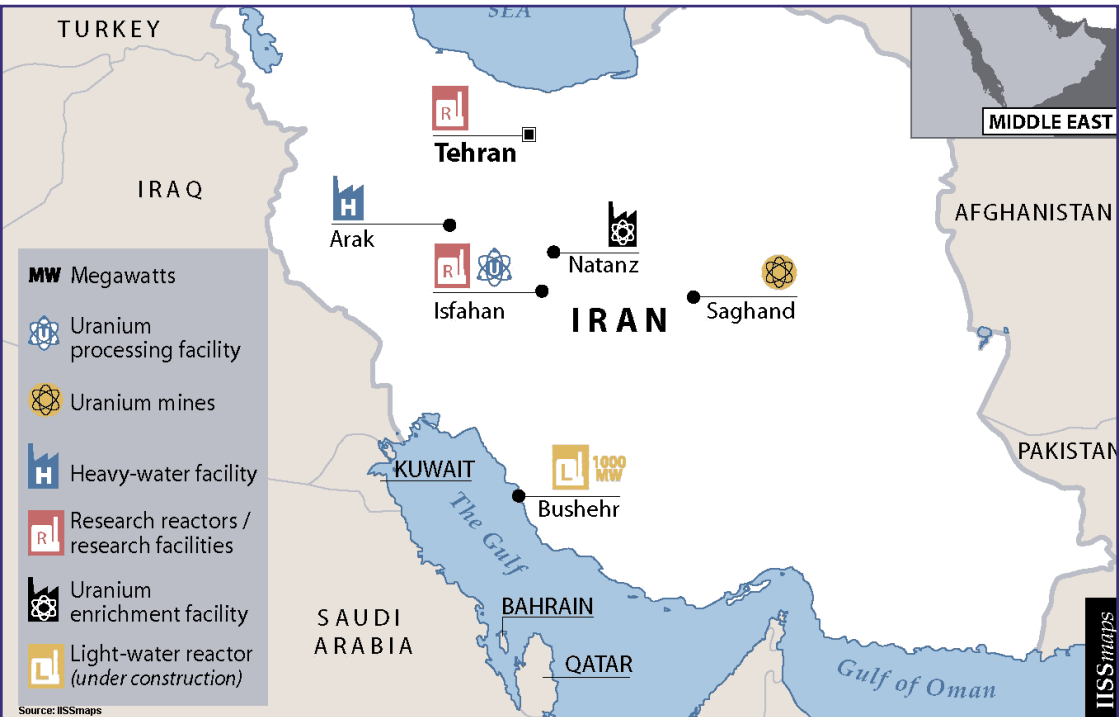 SEA
TURKEY
MIDDLE EAST
R
Tehran
IRAQ
AFGHANISTAN
H
Arak
Natanz
R U
Isfahan
Saghand
IRAN
MW Megawatts
U Uranium
processing facility
Uranium mines
H Heavy-water facility
R Research reactors /
research facilities
Uranium
enrichment facility
L Light-water reactor
(under construction)
KUWAIT
The Gulf
L 1000
MW
Bushehr
PAKISTAN
BAHRAIN
SAUDI
ARABIA
QATAR
Gulf of Oman
IISSmaps
Source: IISSmaps